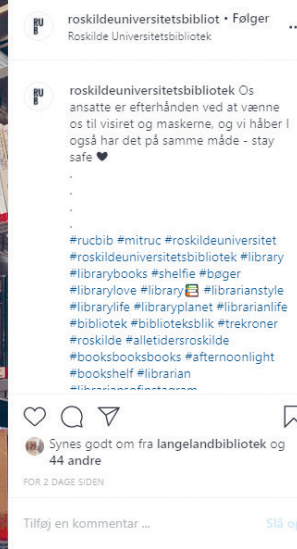 RU
B
roskildeuniversitetsbibliot • Følger
Roskilde Universitetsbibliotek
RU
B
roskildeuniversitetsbibliotek Os
ansatte er efterhånden ved at vænne
os til visiret og maskerne, og vi håber I
også har det på samme måde - stay
safe 🖤
.
.
.
.
#rucbib #mitruc #roskildeuniversitet
#roskildeuniversitetsbibliotek #library
#librarybooks #shelfie #bøger
#librarylove #library📚 #librarianstyle
#librarylife #libraryplanet #librarianlife
#bibliotek #biblioteksblik #trekroner
#roskilde #alletidersroskilde
#booksbooksbooks #afternoonlight
#bookshelf #librarian
#librariansofinstagram
Synes godt om fra langelandbibliotek og
44 andre
FOR 2 DAGE SIDEN
Tilføj en kommentar ...
Slå op